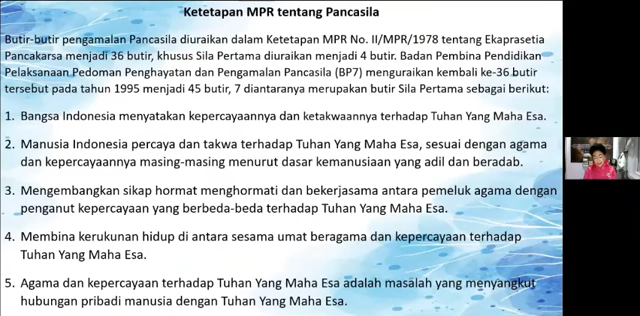 Ketetapan MPR tentang Pancasila
Butir-butir pengamalan Pancasila diuraikan dalam Ketetapan MPR No. II/MPR/1978 tentang Ekaprasetia
Pancakarsa menjadi 36 butir, khusus Sila Pertama diuraikan menjadi 4 butir. Badan Pembina Pendidikan
Pelaksanaan Pedoman Penghayatan dan Pengamalan Pancasila (BP7) menguraikan kembali ke-36 butir
tersebut pada tahun 1995 menjadi 45 butir, 7 diantaranya merupakan butir Sila Pertama sebagai berikut:
1. Bangsa Indonesia menyatakan kepercayaannya dan ketakwaannya terhadap Tuhan Yang Maha Esa.
2. Manusia Indonesia percaya dan takwa terhadap Tuhan Yang Maha Esa, sesuai dengan agama
dan kepercayaannya masing-masing menurut dasar kemanusiaan yang adil dan beradab.
3. Mengembangkan sikap hormat menghormati dan bekerjasama antara pemeluk agama dengan
penganut kepercayaan yang berbeda-beda terhadap Tuhan Yang Maha Esa.
4. Membina kerukunan hidup di antara sesama umat beragama dan kepercayaan terhadap
Tuhan Yang Maha Esa.
5. Agama dan kepercayaan terhadap Tuhan Yang Maha Esa adalah masalah yang menyangkut
hubungan pribadi manusia dengan Tuhan Yang Maha Esa.